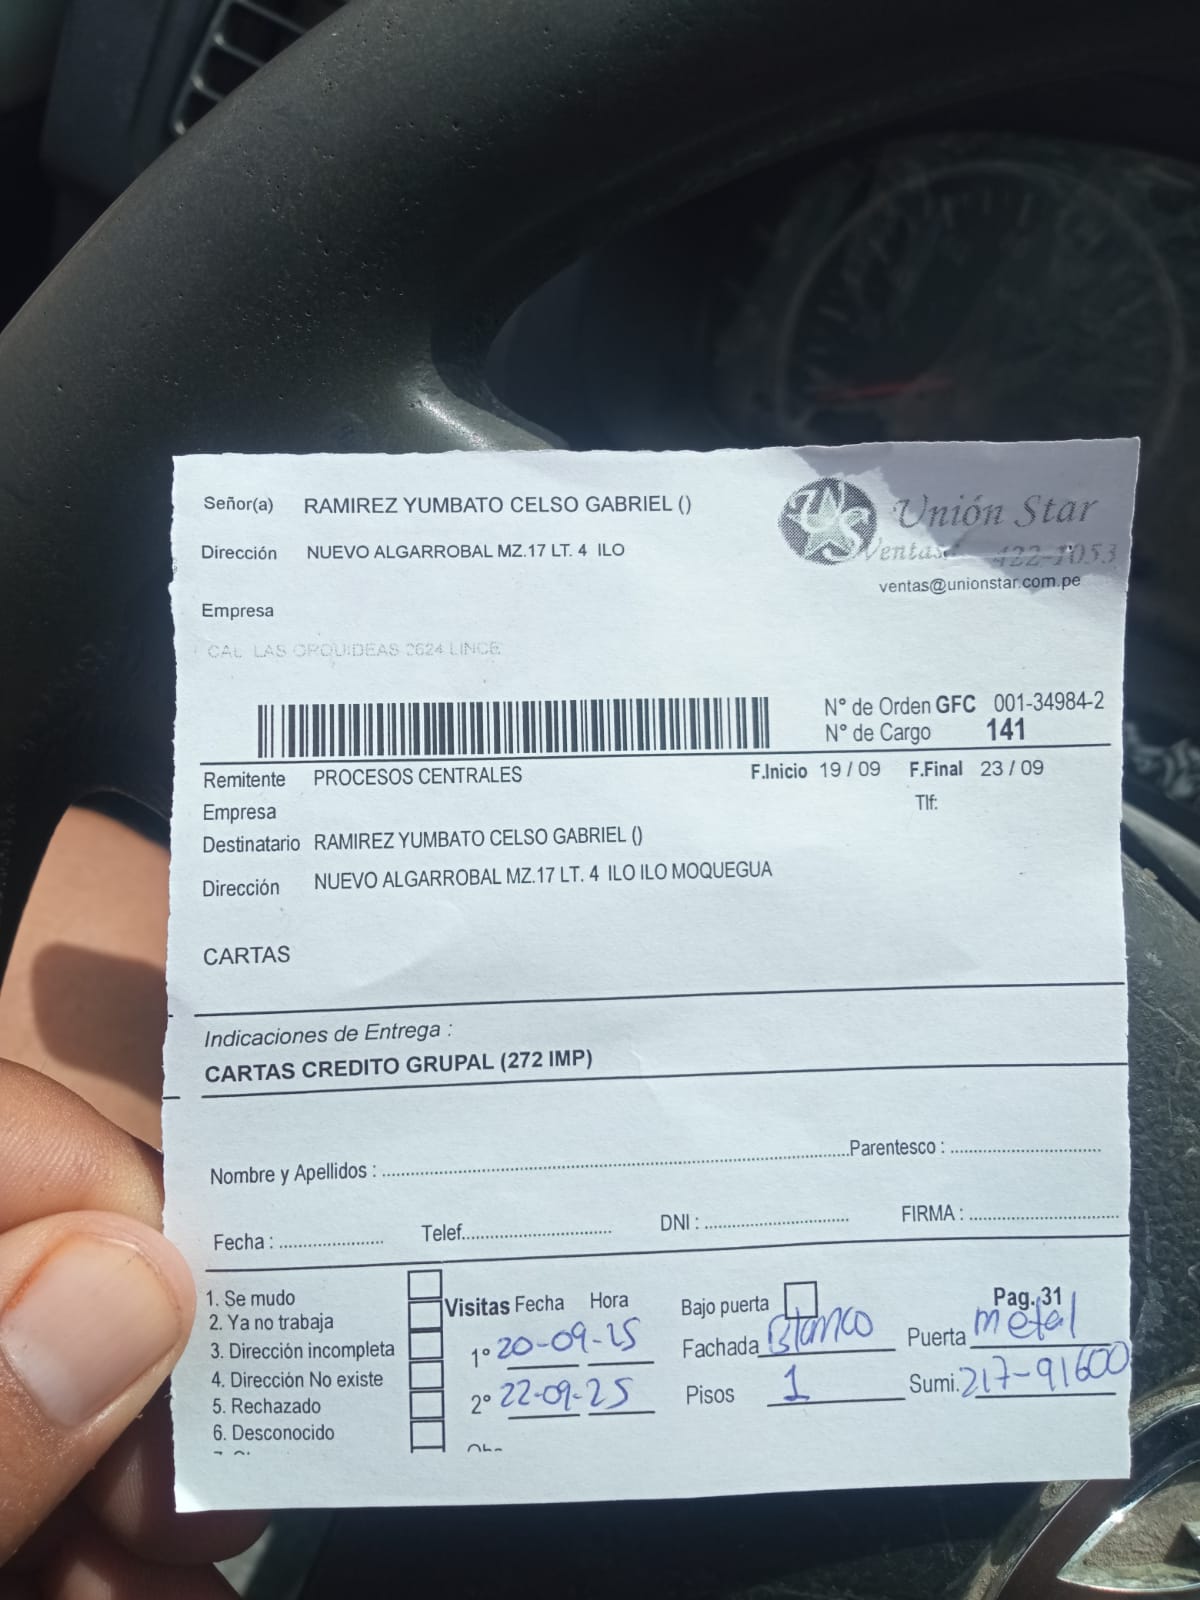 Señor(a) RAMIREZ YUMBATO CELSO GABRIEL ()
Unión Star
Dirección NUEVO ALGARROBAL MZ.17 LT. 4 ILO
Ventas: 422-1053
ventas@unionstar.com.pe
Empresa
CAL LAS ORQUIDEAS 2624 LINCE
N° de Orden GFC 001-34984-2
N° de Cargo 141
Remitente PROCESOS CENTRALES F.Inicio 19 / 09 F.Final 23 / 09
Empresa Tlf:
Destinatario RAMIREZ YUMBATO CELSO GABRIEL ()
Dirección NUEVO ALGARROBAL MZ.17 LT. 4 ILO ILO MOQUEGUA
CARTAS
Indicaciones de Entrega :
CARTAS CREDITO GRUPAL (272 IMP)
Nombre y Apellidos : Parentesco :
Fecha : Telef. DNI : FIRMA :
1. Se mudo
2. Ya no trabaja
3. Dirección incompleta
4. Dirección No existe
5. Rechazado
6. Desconocido
Visitas Fecha Hora
1° 20-09-25
2° 22-09-25
Bajo puerta Pag. 31
Fachada Blanco Puerta metal
Pisos 1 Sumi. 217-91600